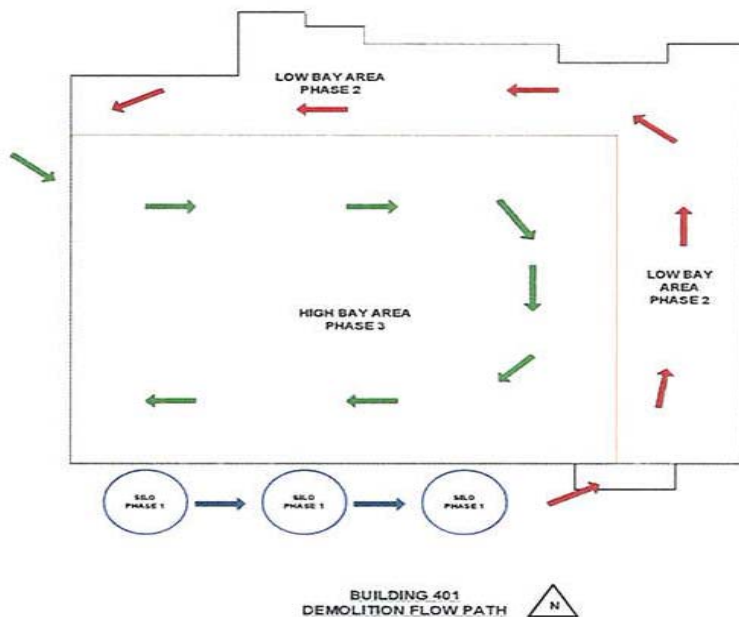 LOW BAY AREA
PHASE 2
LOW BAY
AREA
PHASE 2
HIGH BAY AREA
PHASE 3
SILO
PHASE 1
SILO
PHASE 1
SILO
PHASE 1
BUILDING 401
DEMOLITION FLOW PATH
N